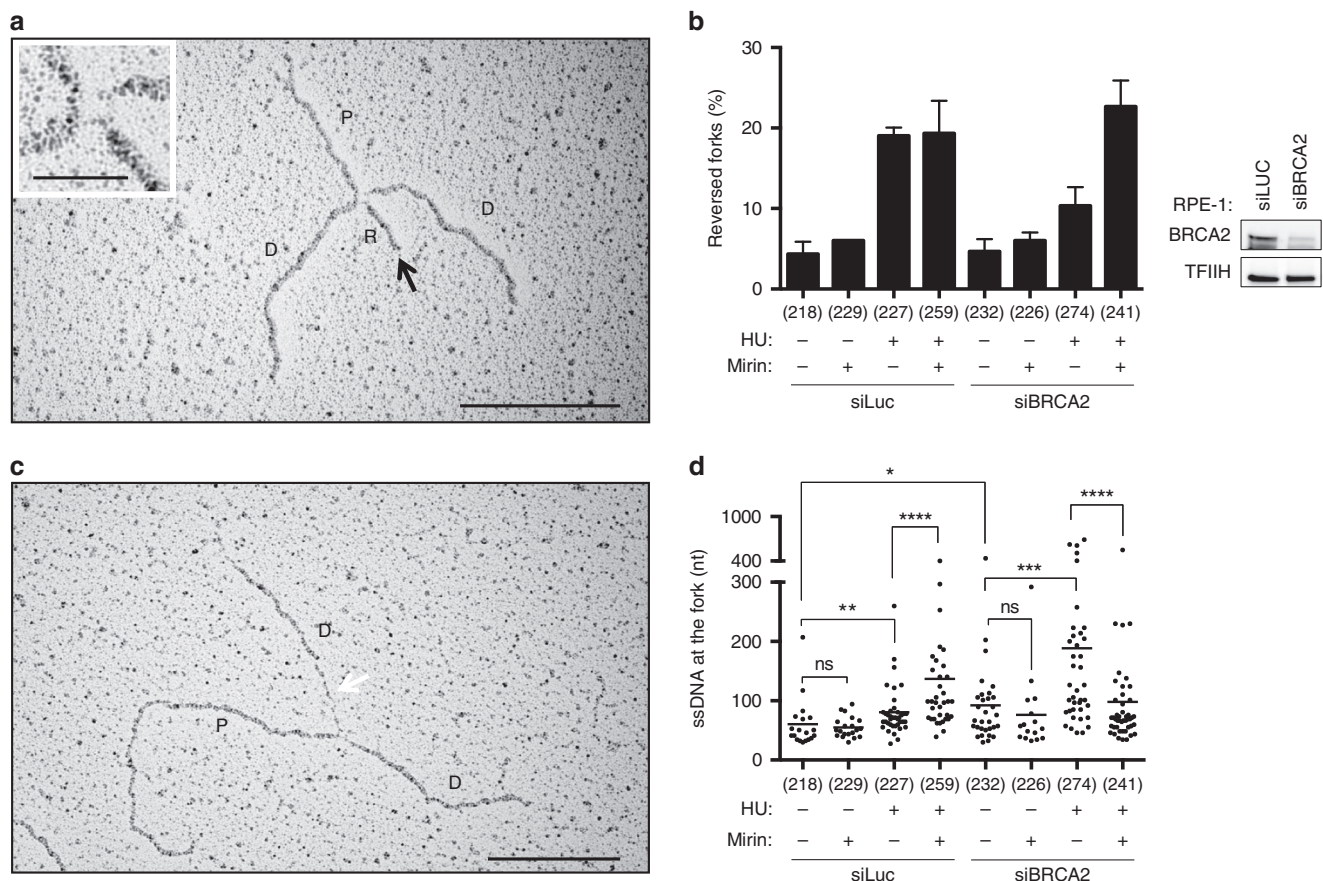 a
P
D
D
R
b
Reversed forks (%)
30
20
10
0
(218) (229) (227) (259) (232) (226) (274) (241)
HU: – – + + – – + +
Mirin: – + – + – + – +
siLuc siBRCA2
siLUC siBRCA2
RPE-1:
BRCA2
TFIIH
c
D
P
D
d
ssDNA at the fork (nt)
1000
400
300
200
100
0
*
****
****
***
**
ns
ns
(218) (229) (227) (259) (232) (226) (274) (241)
HU: – – + + – – + +
Mirin: – + – + – + – +
siLuc siBRCA2